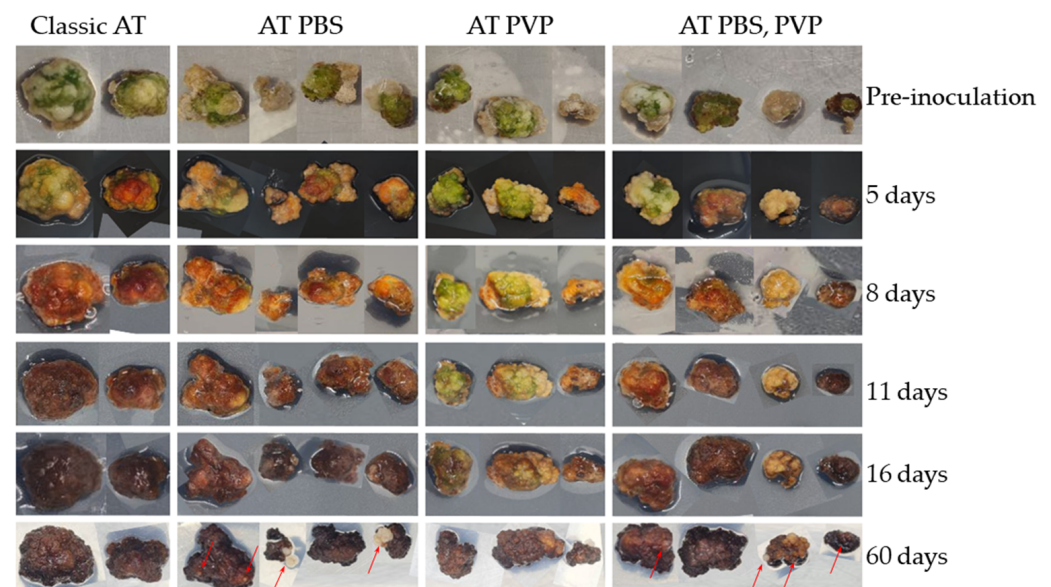 Classic AT
AT PBS
AT PVP
AT PBS, PVP
Pre-inoculation
5 days
8 days
11 days
16 days
60 days